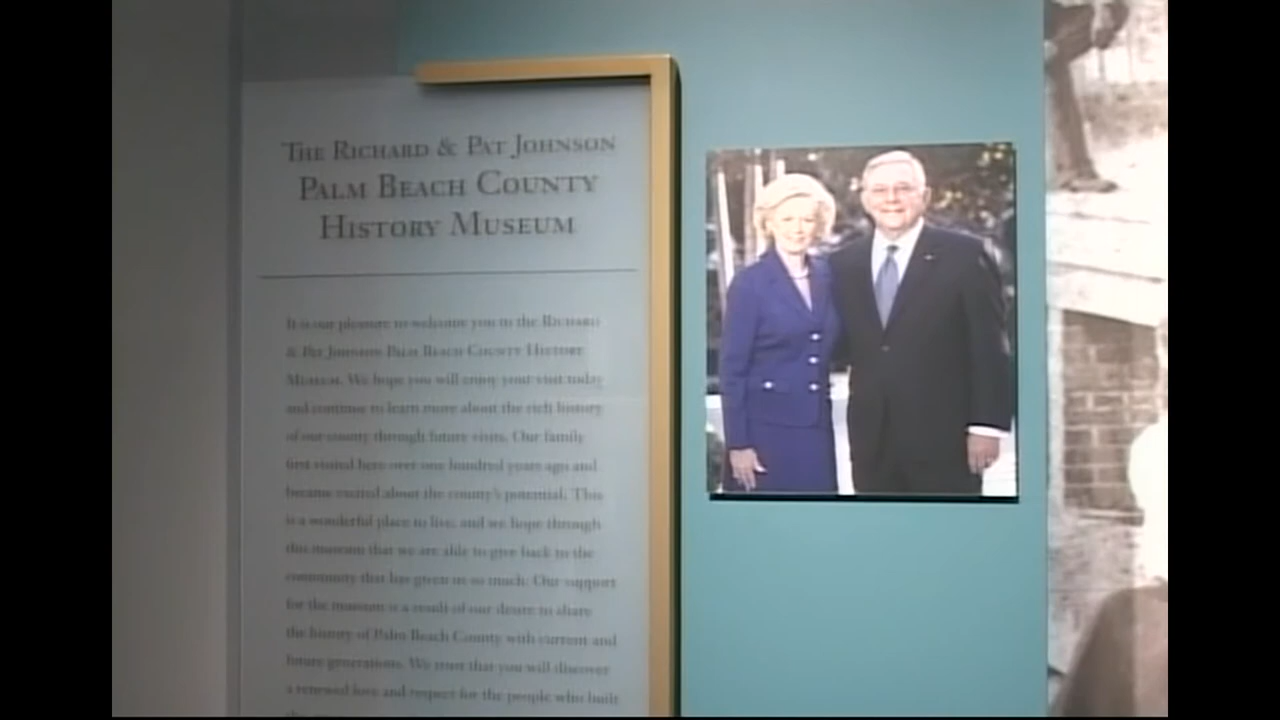 The Richard & Pat Johnson
Palm Beach County
History Museum
It is our pleasure to welcome you to the Richard
& Pat Johnson Palm Beach County History
Museum. We hope you will enjoy your visit today
and continue to learn more about the rich history
of our county through future visits. Our family
first visited here over one hundred years ago and
became excited about the county's potential. This
is a wonderful place to live, and we hope through
this museum that we are able to give back to the
community that has given us so much. Our support
for the museum is a result of our desire to share
the history of Palm Beach County with current and
future generations. We trust that you will discover
a renewed love and respect for the people who built